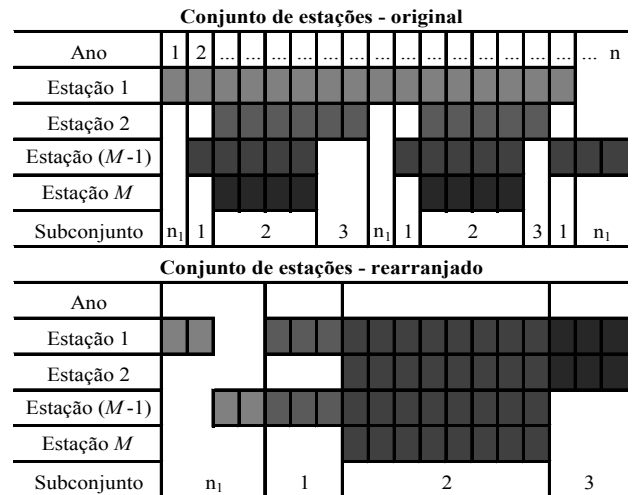 Conjunto de estações - original
Ano 1 2 ... ... ... ... ... ... ... ... ... ... ... ... ... ... ... n
Estação 1
Estação 2
Estação (M-1)
Estação M
Subconjunto n₁ 1 2 3 n₁ 1 2 3 1 n₁
Conjunto de estações - rearranjado
Ano
Estação 1
Estação 2
Estação (M-1)
Estação M
Subconjunto n₁ 1 2 3